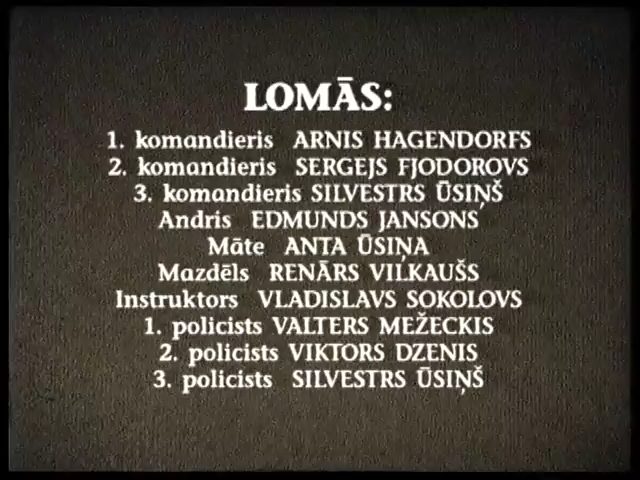 LOMĀS:
1. komandieris ARNIS HAGENDORFS
2. komandieris SERGEJS FJODOROVS
3. komandieris SILVESTRS ŪSIŅŠ
Andris EDMUNDS JANSONS
Māte ANTA ŪSIŅA
Mazdēls RENĀRS VILKAUŠS
Instruktors VLADISLAVS SOKOLOVS
1. policists VALTERS MEŽECKIS
2. policists VIKTORS DZENIS
3. policists SILVESTRS ŪSIŅŠ